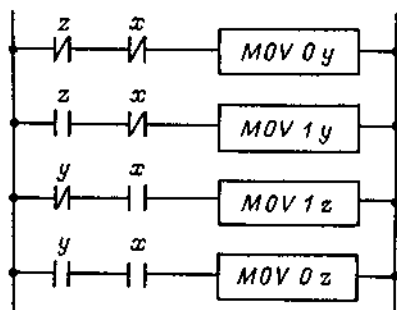 z x
MOV 0 y
z x
MOV 1 y
y x
MOV 1 z
y x
MOV 0 z